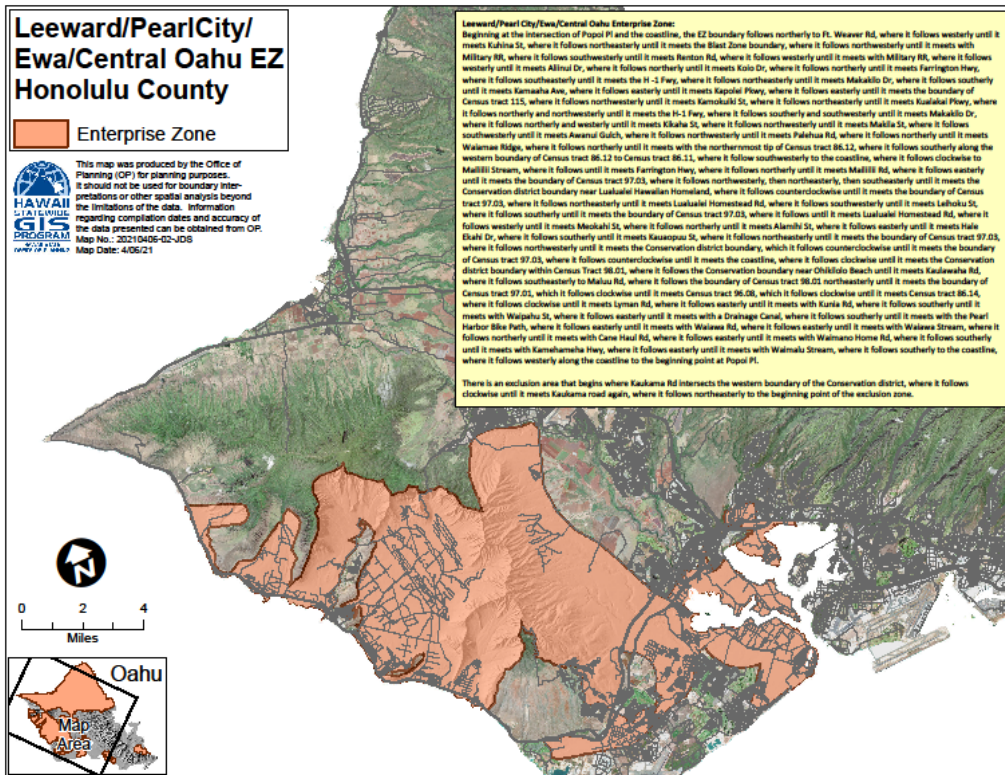 Leeward/PearlCity/
Ewa/Central Oahu EZ
Honolulu County
Enterprise Zone
HAWAII
STATEWIDE
GIS
PROGRAM
This map was produced by the Office of
Planning (OP) for planning purposes.
It should not be used for boundary inter-
pretations or other spatial analysis beyond
the limitations of the data. Information
regarding compilation dates and accuracy of
the data presented can be obtained from OP.
Map No.: 20210406-02-JDS
Map Date: 4/06/21
Leeward/Pearl City/Ewa/Central Oahu Enterprise Zone:
Beginning at the intersection of Popoi Pl and the coastline, the EZ boundary follows northerly to Ft. Weaver Rd, where it follows westerly until it
meets Kuhina St, where it follows northeasterly until it meets the Blast Zone boundary, where it follows northwesterly until it meets with
Military RR, where it follows southwesterly until it meets Renton Rd, where it follows westerly until it meets with Military RR, where it follows
westerly until it meets Aliinui Dr, where it follows northerly until it meets Koio Dr, where it follows northerly until it meets Farrington Hwy,
where it follows southeasterly until it meets the H -1 Fwy, where it follows northeasterly until it meets Makakilo Dr, where it follows southerly
until it meets Kamaaha Ave, where it follows easterly until it meets Kapolei Pkwy, where it follows easterly until it meets the boundary of
Census tract 115, where it follows northwesterly until it meets Kamokuiki St, where it follows northeasterly until it meets Kualakai Pkwy, where
it follows northerly and northwesterly until it meets the H-1 Fwy, where it follows southerly and southwesterly until it meets Makakilo Dr,
where it follows northerly and westerly until it meets Kikaha St, where it follows northwesterly until it meets Makila St, where it follows
southwesterly until it meets Awanui Gulch, where it follows northwesterly until it meets Palehua Rd, where it follows northerly until it meets
Waianae Ridge, where it follows northerly until it meets with the northernmost tip of Census tract 86.12, where it follows southerly along the
western boundary of Census tract 86.12 to Census tract 86.11, where it follow southwesterly to the coastline, where it follows clockwise to
Mailiilii Stream, where it follows until it meets Farrington Hwy, where it follows northerly until it meets Mailiilii Rd, where it follows easterly
until it meets the boundary of Census tract 97.03, where it follows northwesterly, then northeasterly, then southeasterly until it meets the
Conservation district boundary near Lualualei Hawaiian Homeland, where it follows counterclockwise until it meets the boundary of Census
tract 97.03, where it follows northeasterly until it meets Lualualei Homestead Rd, where it follows southwesterly until it meets Leihoku St,
where it follows southerly until it meets the boundary of Census tract 97.03, where it follows until it meets Lualualei Homestead Rd, where it
follows westerly until it meets Meokahi St, where it follows northerly until it meets Alamihi St, where it follows easterly until it meets Hale
Ekahi Dr, where it follows southerly until it meets Kauaopuu St, where it follows northeasterly until it meets the boundary of Census tract 97.03,
where it follows northwesterly until it meets the Conservation district boundary, which it follows counterclockwise until it meets the boundary
of Census tract 97.03, where it follows counterclockwise until it meets the coastline, where it follows clockwise until it meets the Conservation
district boundary within Census Tract 98.01, where it follows the Conservation boundary near Ohikilolo Beach until it meets Kaulawaha Rd,
where it follows southeasterly to Maluu Rd, where it follows the boundary of Census tract 98.01 northeasterly until it meets the boundary of
Census tract 97.01, which it follows clockwise until it meets Census tract 96.08, which it follows clockwise until it meets Census tract 86.14,
where it follows clockwise until it meets Lyman Rd, where it follows easterly until it meets with Kunia Rd, where it follows southerly until it
meets with Waipahu St, where it follows easterly until it meets with a Drainage Canal, where it follows southerly until it meets with the Pearl
Harbor Bike Path, where it follows easterly until it meets with Waiawa Rd, where it follows easterly until it meets with Waiawa Stream, where it
follows northerly until it meets with Cane Haul Rd, where it follows easterly until it meets with Waimano Home Rd, where it follows southerly
until it meets with Kamehameha Hwy, where it follows easterly until it meets with Waimalu Stream, where it follows southerly to the coastline,
where it follows westerly along the coastline to the beginning point at Popoi Pl.
There is an exclusion area that begins where Kaukama Rd intersects the western boundary of the Conservation district, where it follows
clockwise until it meets Kaukama road again, where it follows northeasterly to the beginning point of the exclusion zone.
N
0 2 4
Miles
Oahu
Map
Area